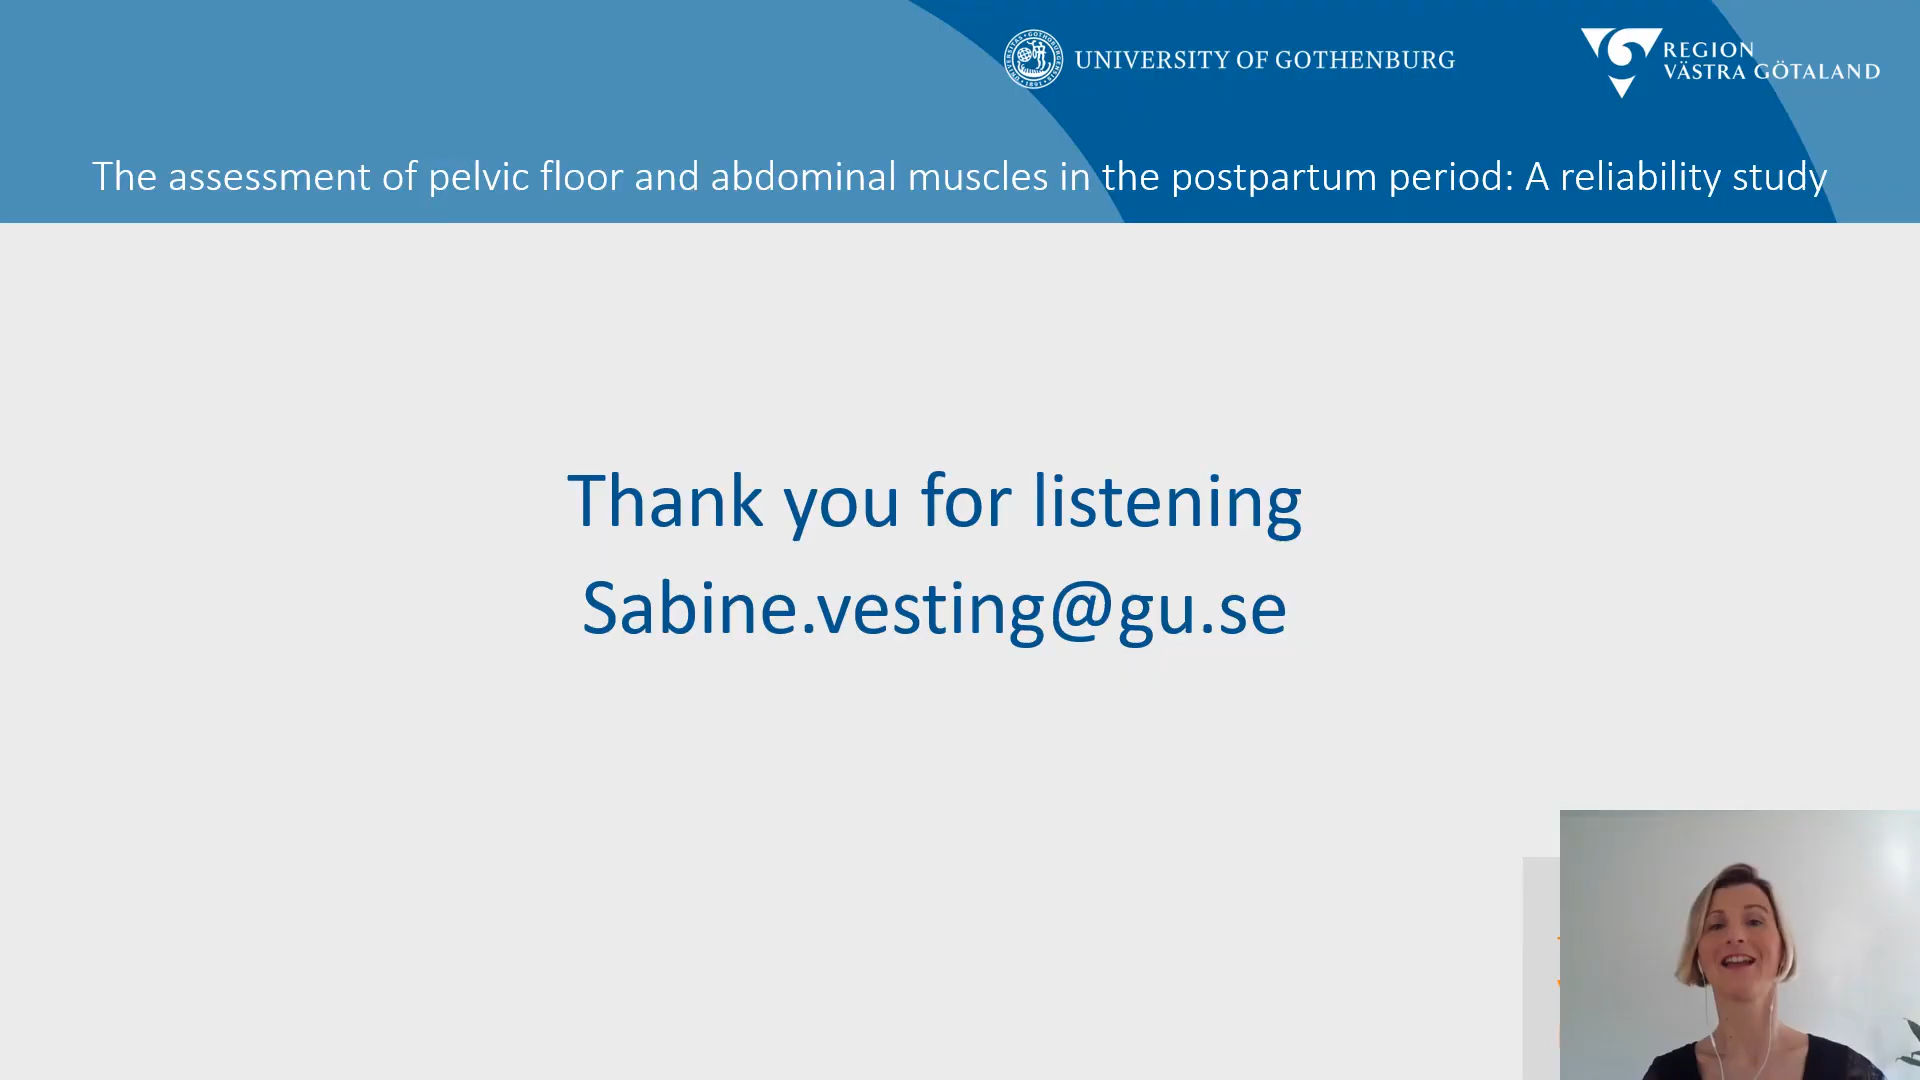 UNIVERSITY OF GOTHENBURG
REGION
VÄSTRA GÖTALAND
The assessment of pelvic floor and abdominal muscles in the postpartum period: A reliability study
Thank you for listening
Sabine.vesting@gu.se